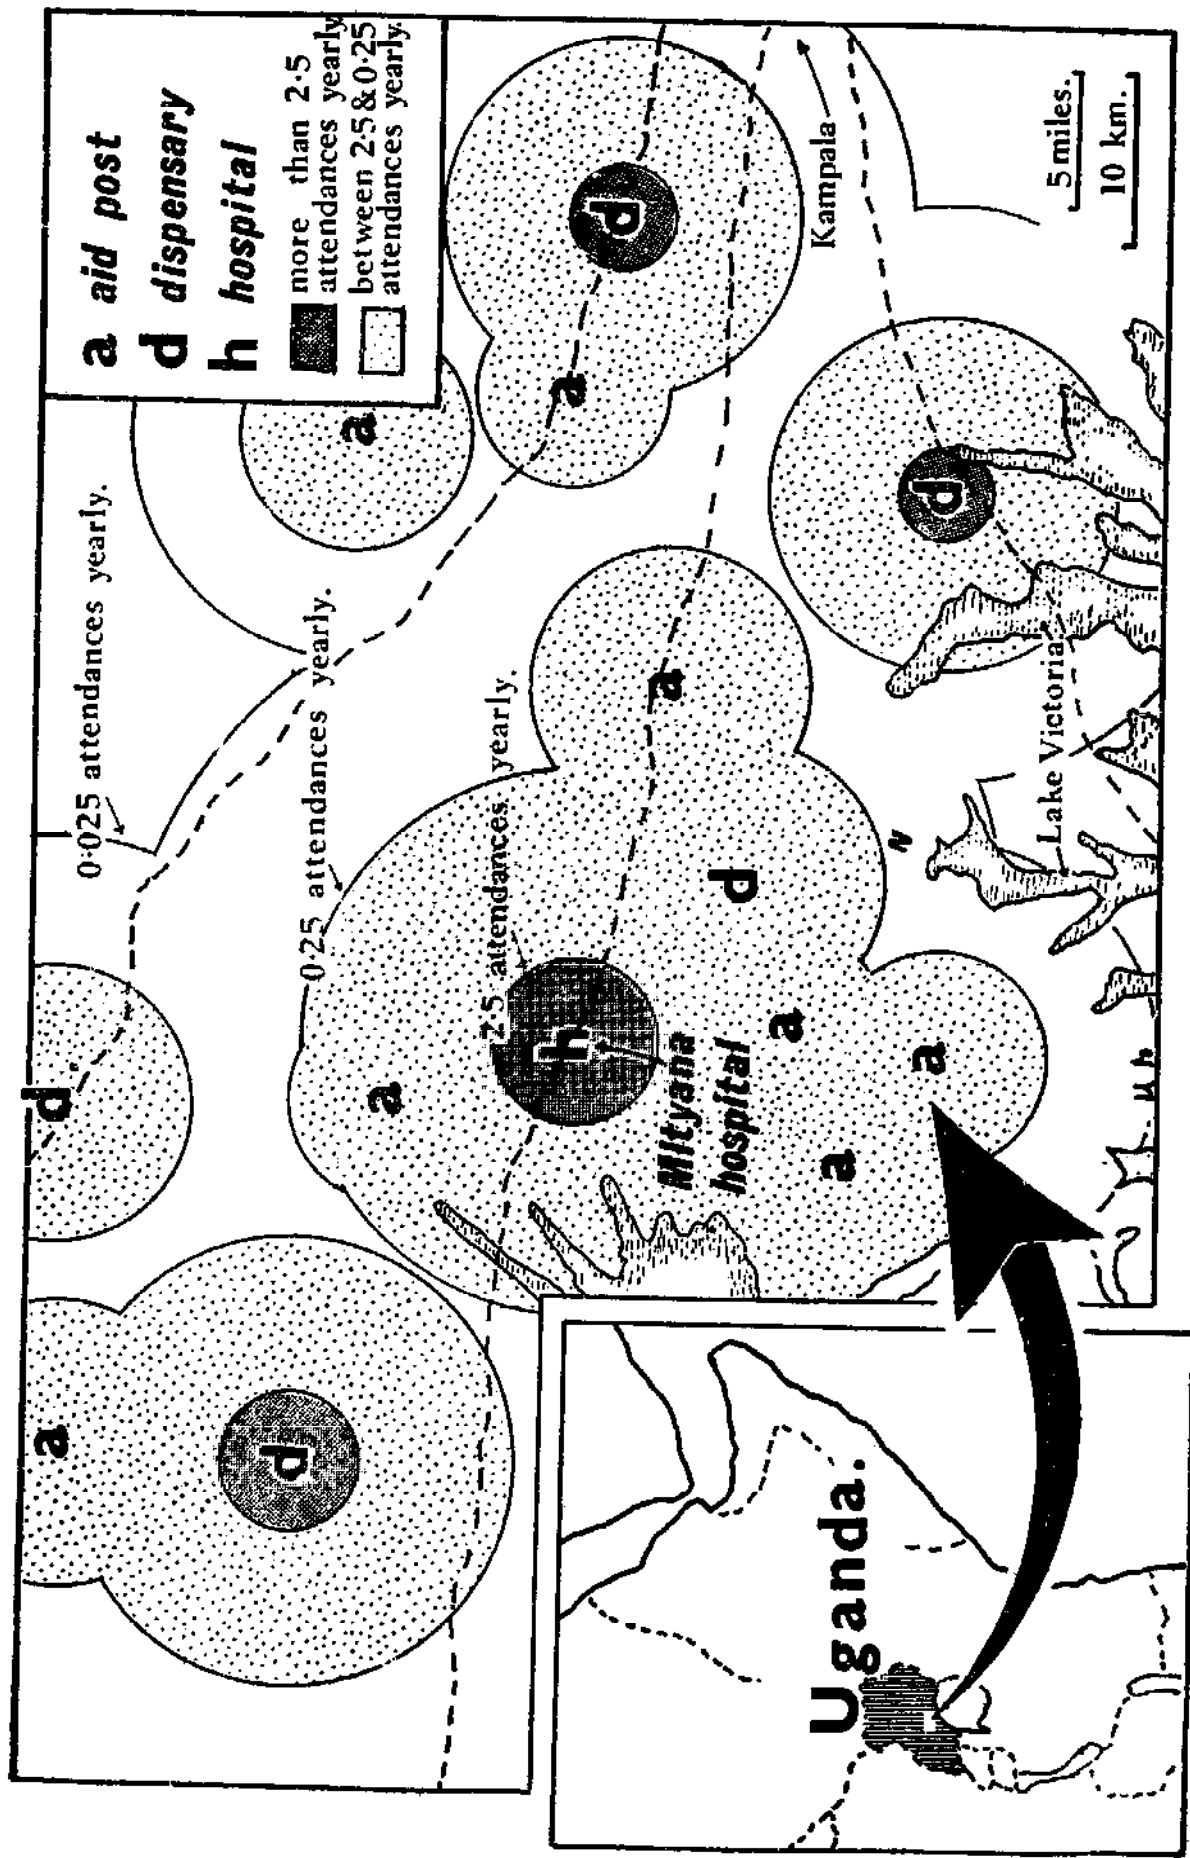 a aid post
d dispensary
h hospital
more than 2·5
attendances yearly
between 2·5 & 0·25
attendances yearly.
0·025 attendances yearly.
0·25 attendances yearly.
2·5 attendances yearly.
a
a
a
d
d
d
d
a
a
h
d
Mityana
hospital
a
a
a
a
d
N
Kampala
Lake Victoria
5 miles.
10 km.
Uganda.